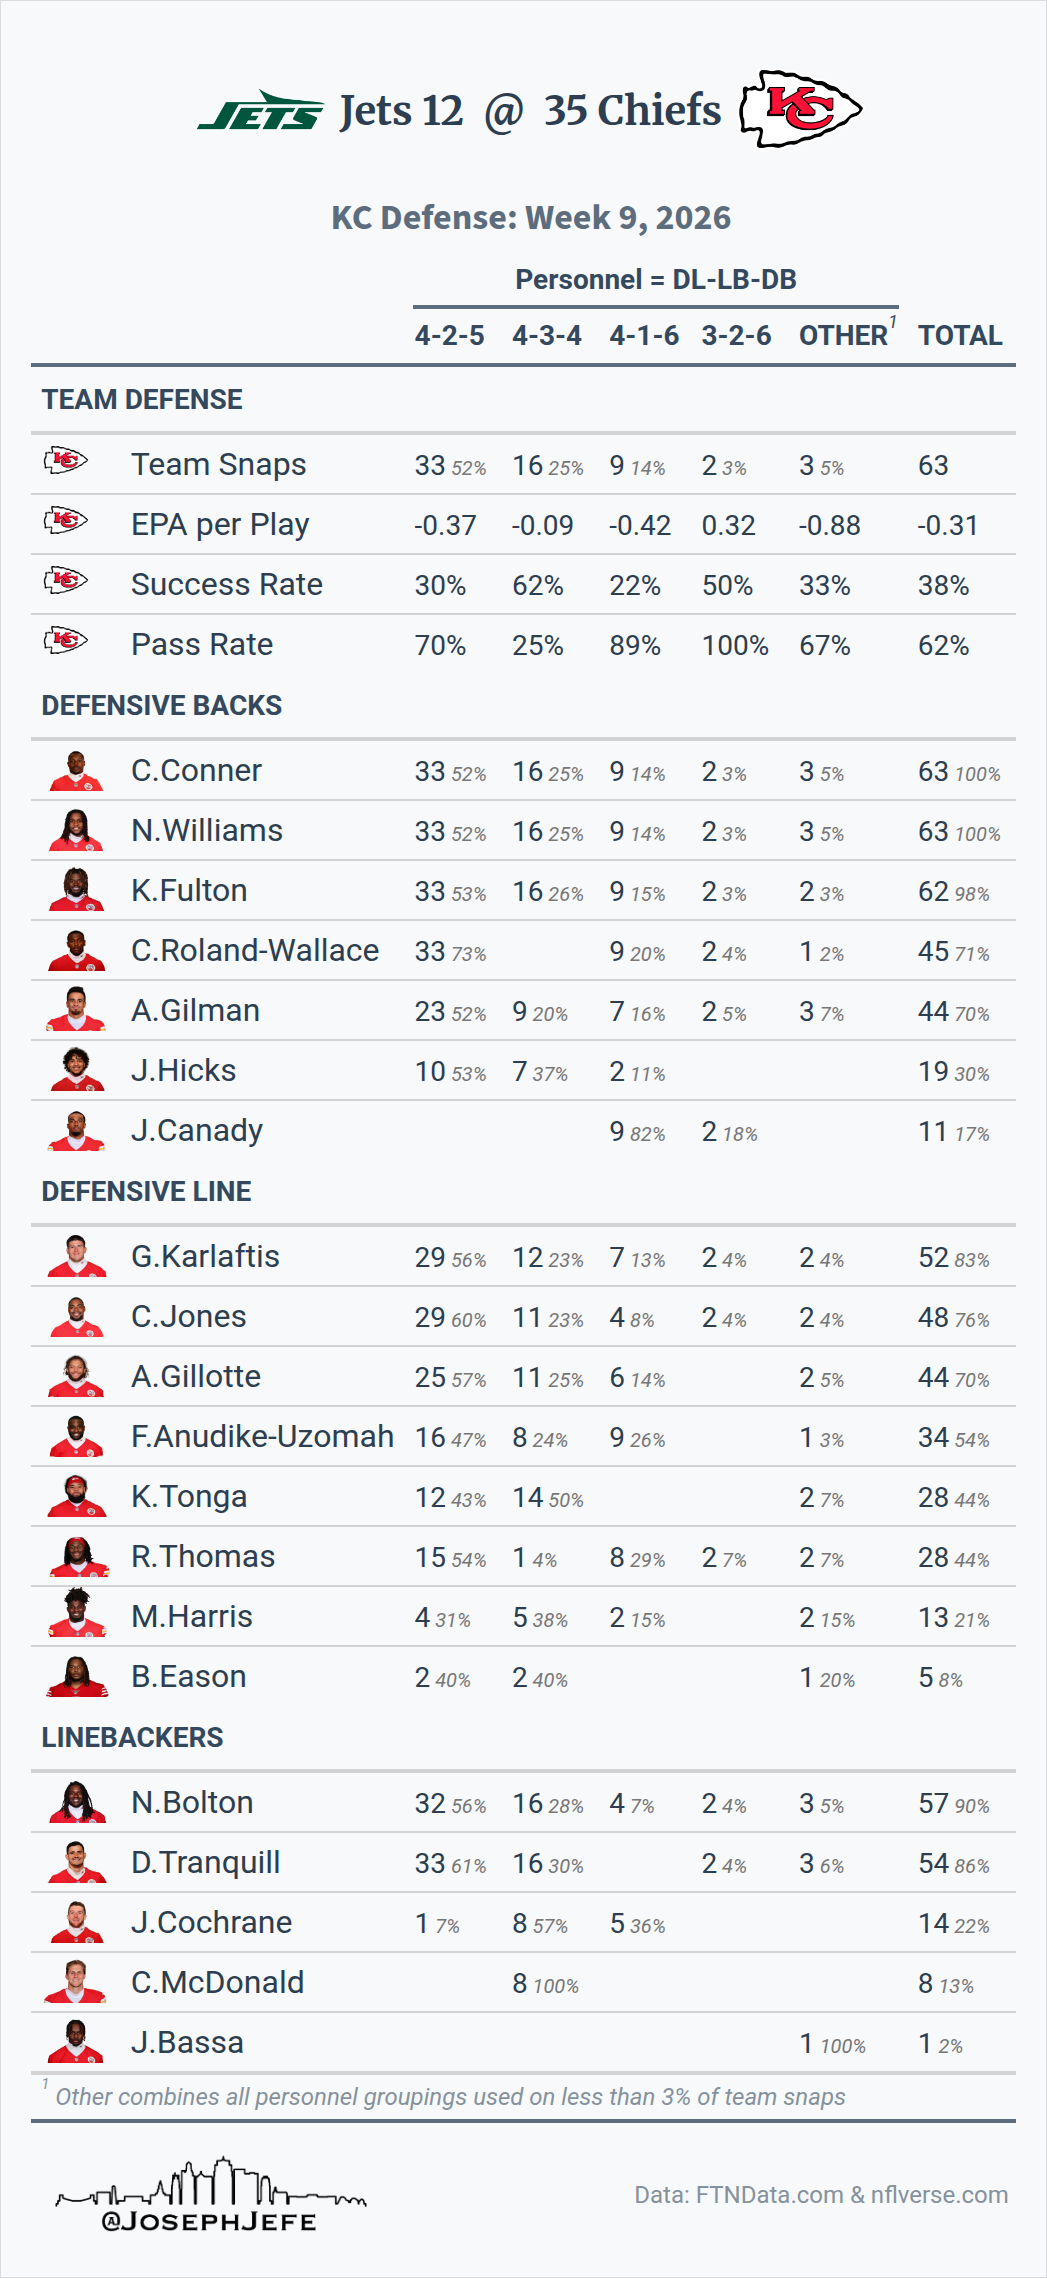 JETS Jets 12 @ 35 Chiefs KC
KC Defense: Week 9, 2026
Personnel = DL-LB-DB
4-2-5 4-3-4 4-1-6 3-2-6 OTHER 1 TOTAL
TEAM DEFENSE
KC Team Snaps 33 52% 16 25% 9 14% 2 3% 3 5% 63
KC EPA per Play -0.37 -0.09 -0.42 0.32 -0.88 -0.31
KC Success Rate 30% 62% 22% 50% 33% 38%
KC Pass Rate 70% 25% 89% 100% 67% 62%
DEFENSIVE BACKS
C.Conner 33 52% 16 25% 9 14% 2 3% 3 5% 63 100%
N.Williams 33 52% 16 25% 9 14% 2 3% 3 5% 63 100%
K.Fulton 33 53% 16 26% 9 15% 2 3% 2 3% 62 98%
C.Roland-Wallace 33 73% 9 20% 2 4% 1 2% 45 71%
A.Gilman 23 52% 9 20% 7 16% 2 5% 3 7% 44 70%
J.Hicks 10 53% 7 37% 2 11% 19 30%
J.Canady 9 82% 2 18% 11 17%
DEFENSIVE LINE
G.Karlaftis 29 56% 12 23% 7 13% 2 4% 2 4% 52 83%
C.Jones 29 60% 11 23% 4 8% 2 4% 2 4% 48 76%
A.Gillotte 25 57% 11 25% 6 14% 2 5% 44 70%
F.Anudike-Uzomah 16 47% 8 24% 9 26% 1 3% 34 54%
K.Tonga 12 43% 14 50% 2 7% 28 44%
R.Thomas 15 54% 1 4% 8 29% 2 7% 2 7% 28 44%
M.Harris 4 31% 5 38% 2 15% 2 15% 13 21%
B.Eason 2 40% 2 40% 1 20% 5 8%
LINEBACKERS
N.Bolton 32 56% 16 28% 4 7% 2 4% 3 5% 57 90%
D.Tranquill 33 61% 16 30% 2 4% 3 6% 54 86%
J.Cochrane 1 7% 8 57% 5 36% 14 22%
C.McDonald 8 100% 8 13%
J.Bassa 1 100% 1 2%
1 Other combines all personnel groupings used on less than 3% of team snaps
@JOSEPHJEFE
Data: FTNData.com & nflverse.com